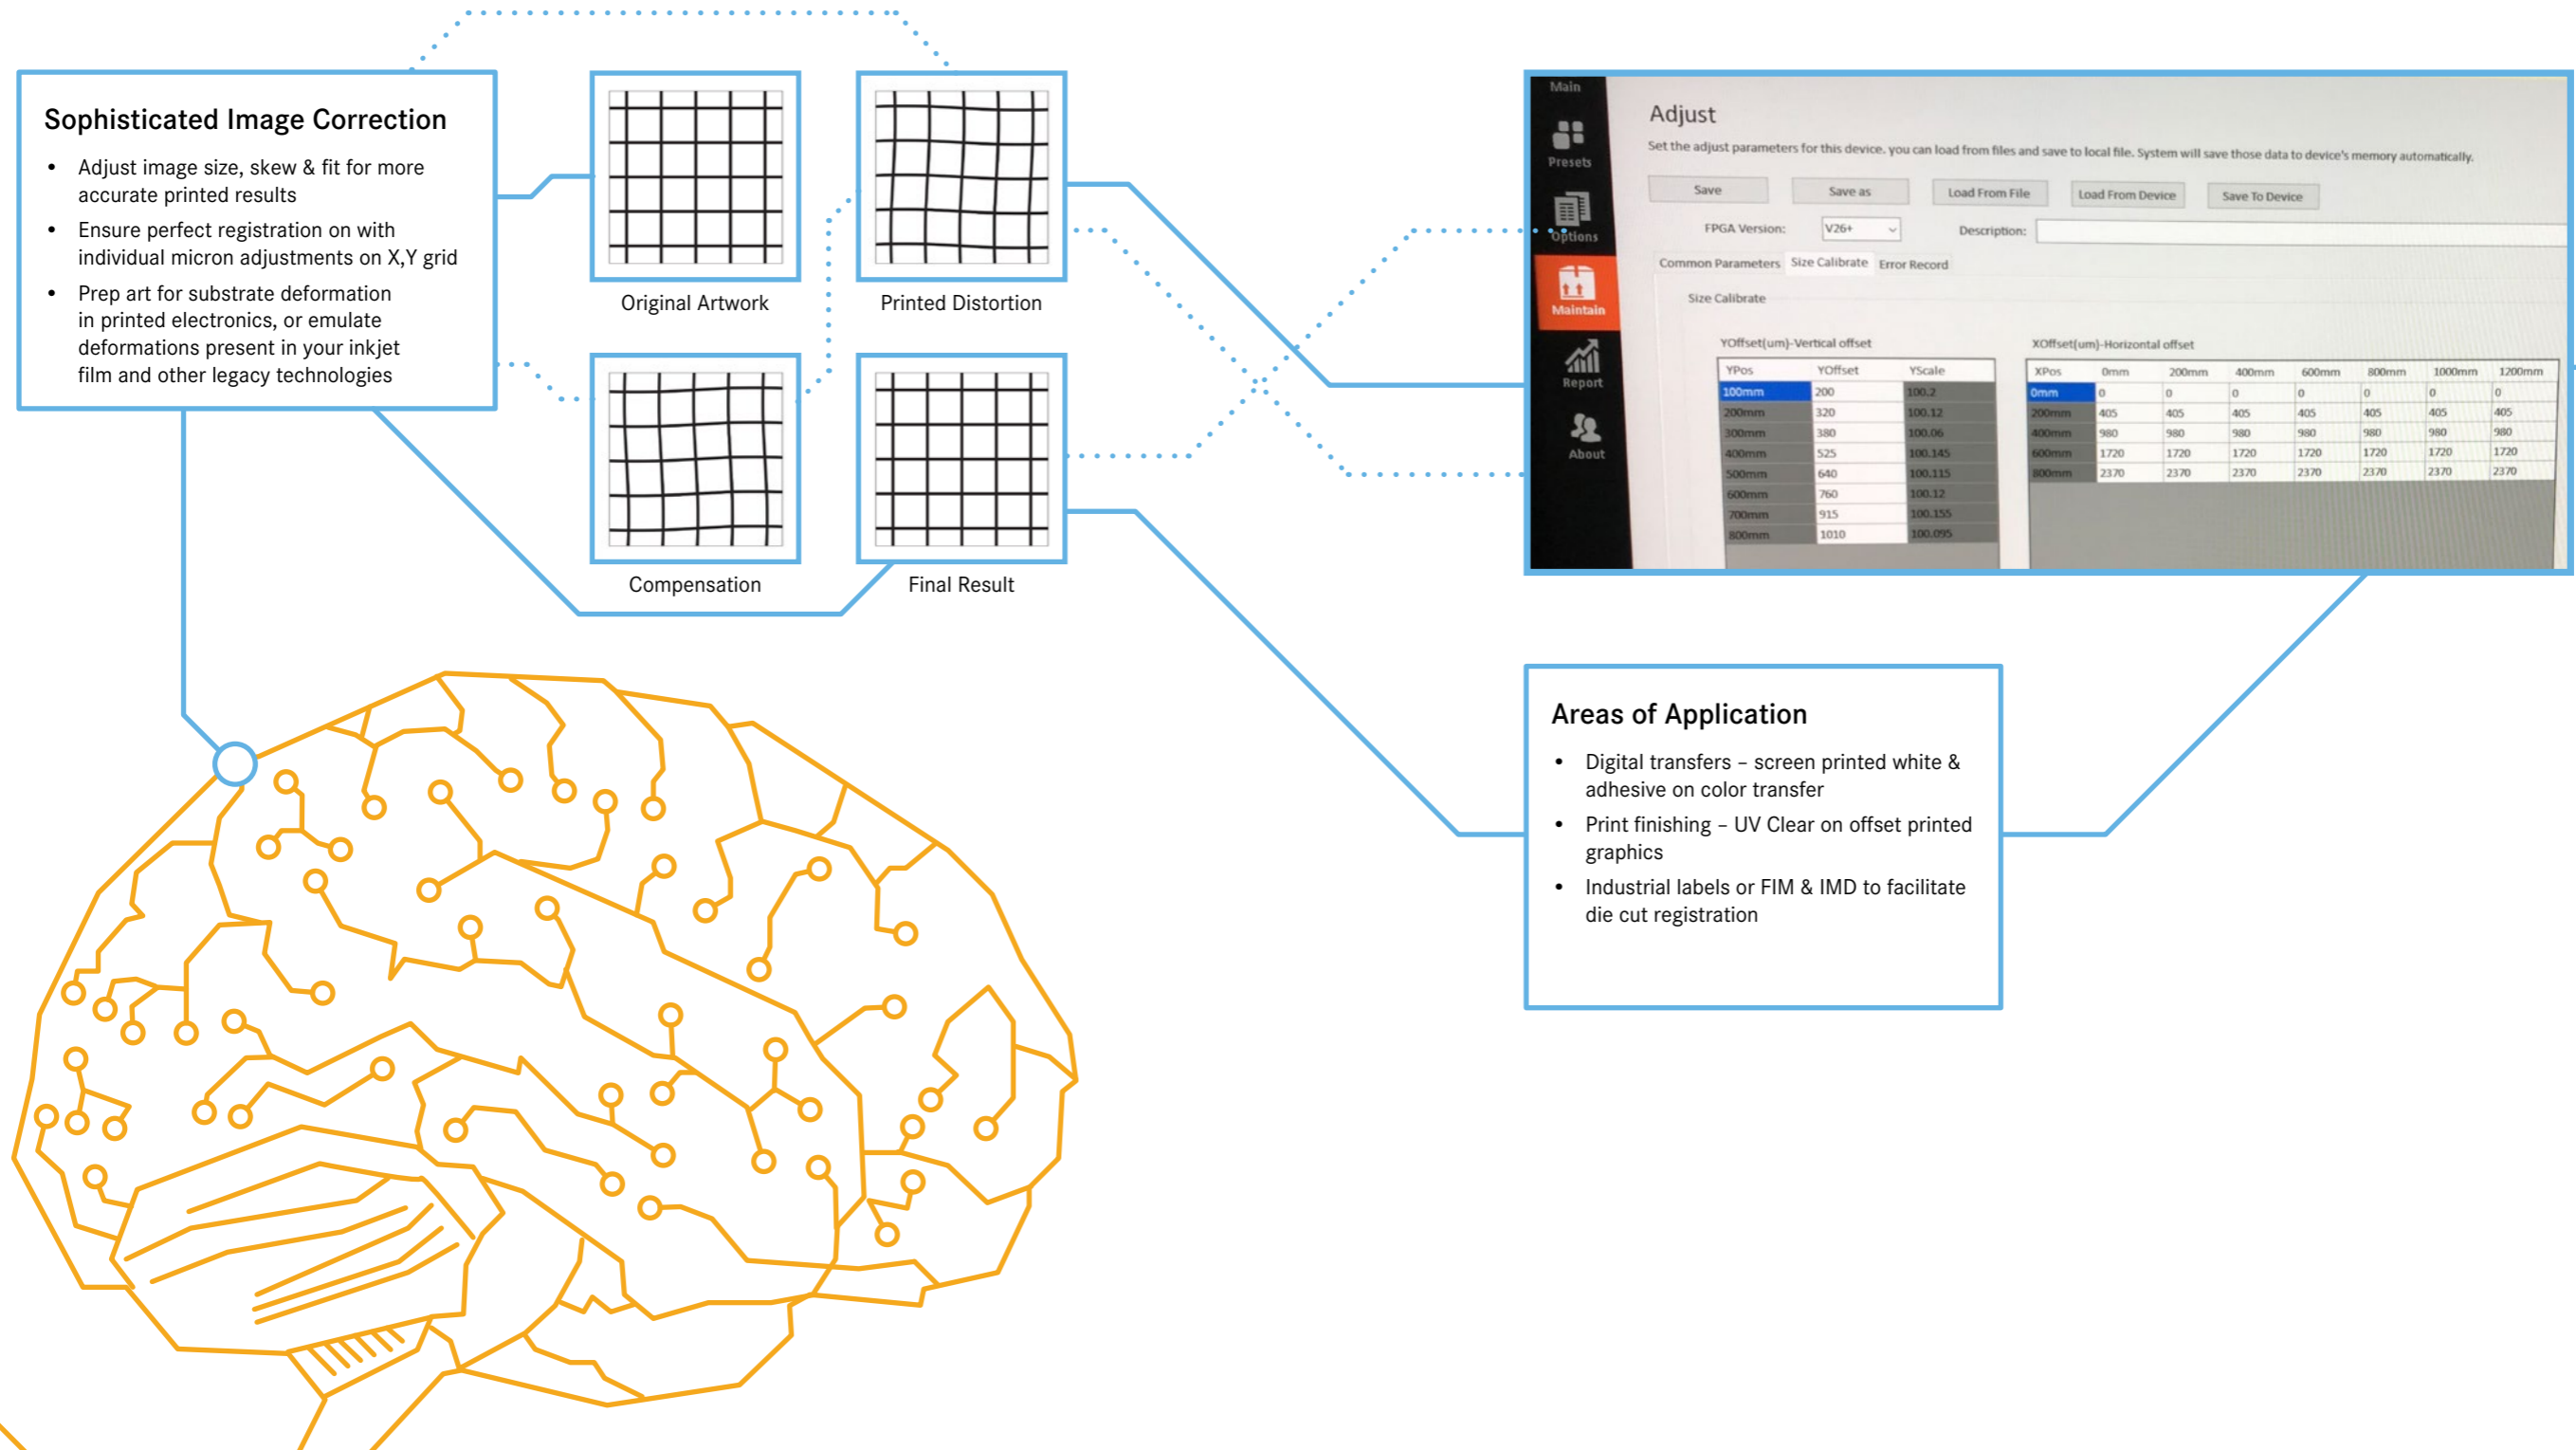 Sophisticated Image Correction
• Adjust image size, skew & fit for more
accurate printed results
• Ensure perfect registration on with
individual micron adjustments on X,Y grid
• Prep art for substrate deformation
in printed electronics, or emulate
deformations present in your inkjet
film and other legacy technologies
Original Artwork
Printed Distortion
Compensation
Final Result
Main
Presets
Options
Maintain
Report
About
Adjust
Set the adjust parameters for this device. you can load from files and save to local file. System will save those data to device's memory automatically.
Save Save as Load From File Load From Device Save To Device
FPGA Version: V26+ Description:
Common Parameters Size Calibrate Error Record
Size Calibrate
YOffset(um)-Vertical offset
YPos YOffset YScale
100mm 200 100.2
200mm 320 100.12
300mm 380 100.06
400mm 525 100.145
500mm 640 100.115
600mm 760 100.12
700mm 915 100.155
800mm 1010 100.095
XOffset(um)-Horizontal offset
XPos 0mm 200mm 400mm 600mm 800mm 1000mm 1200mm
0mm 0 0 0 0 0 0 0
200mm 405 405 405 405 405 405 405
400mm 980 980 980 980 980 980 980
600mm 1720 1720 1720 1720 1720 1720 1720
800mm 2370 2370 2370 2370 2370 2370 2370
Areas of Application
• Digital transfers – screen printed white &
adhesive on color transfer
• Print finishing – UV Clear on offset printed
graphics
• Industrial labels or FIM & IMD to facilitate
die cut registration